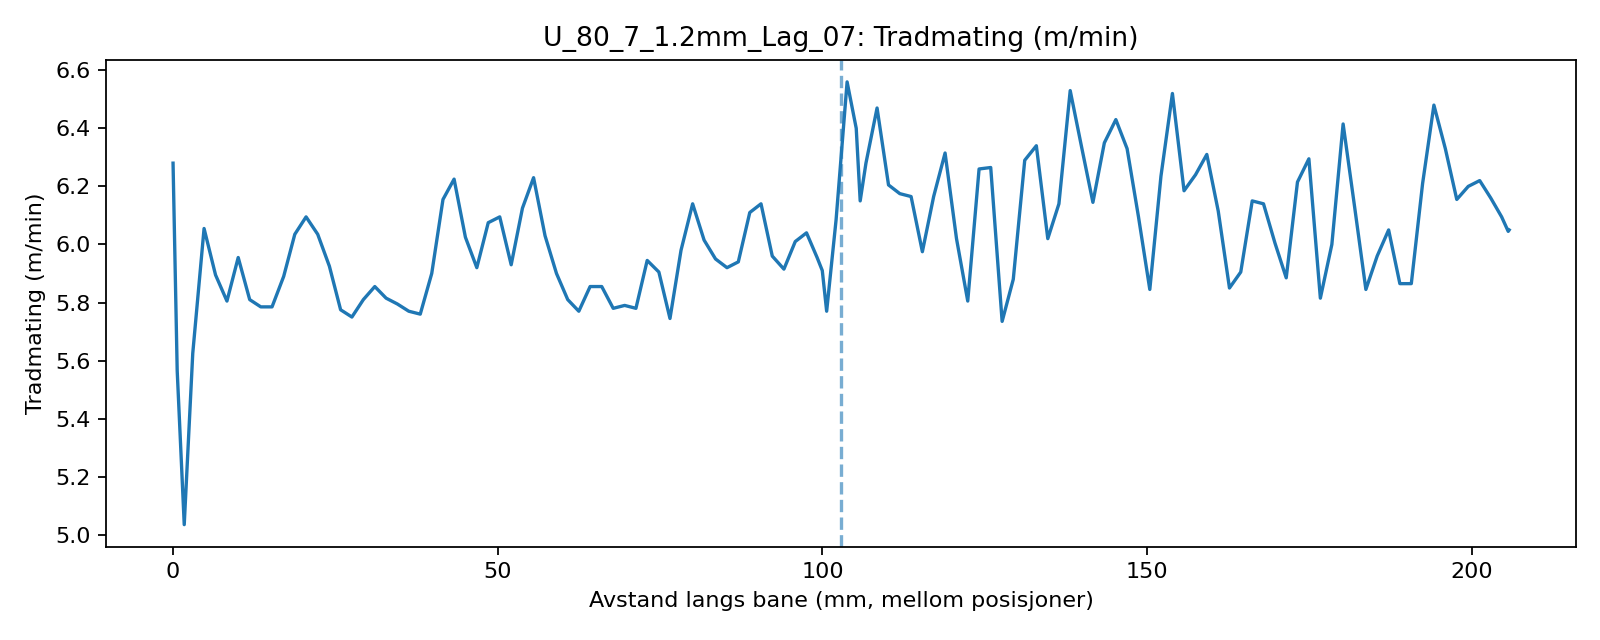 U_80_7_1.2mm_Lag_07: Tradmating (m/min)
Tradmating (m/min)
6.6
6.4
6.2
6.0
5.8
5.6
5.4
5.2
5.0
0 50 100 150 200
Avstand langs bane (mm, mellom posisjoner)